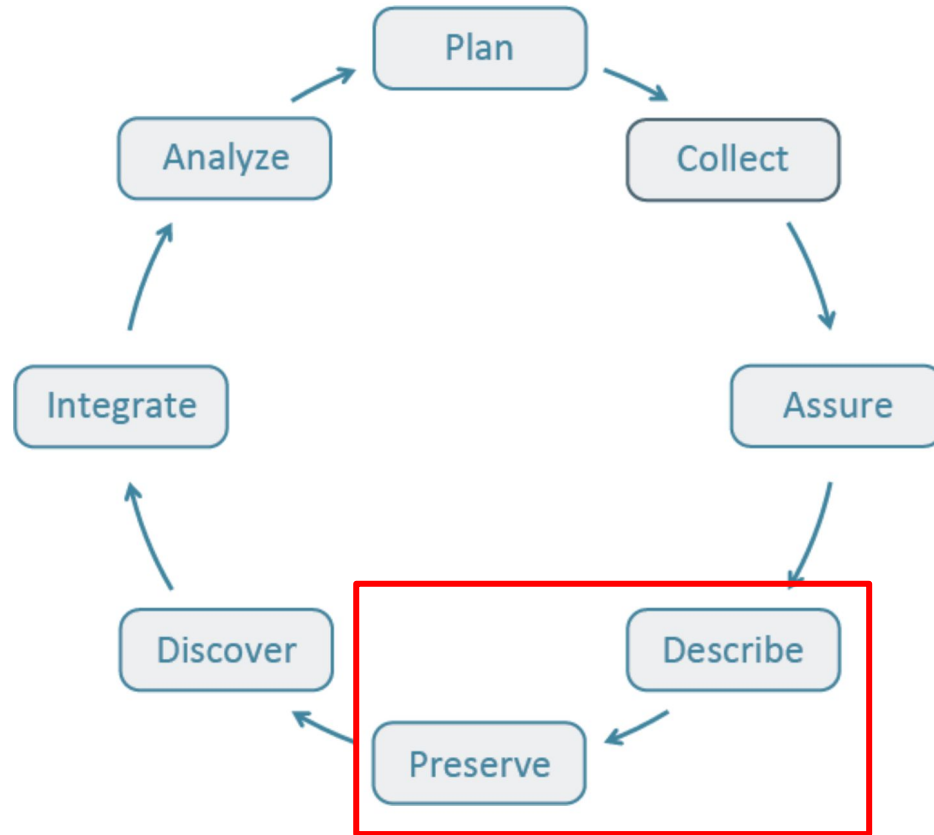 Plan
Collect
Assure
Describe
Preserve
Discover
Integrate
Analyze